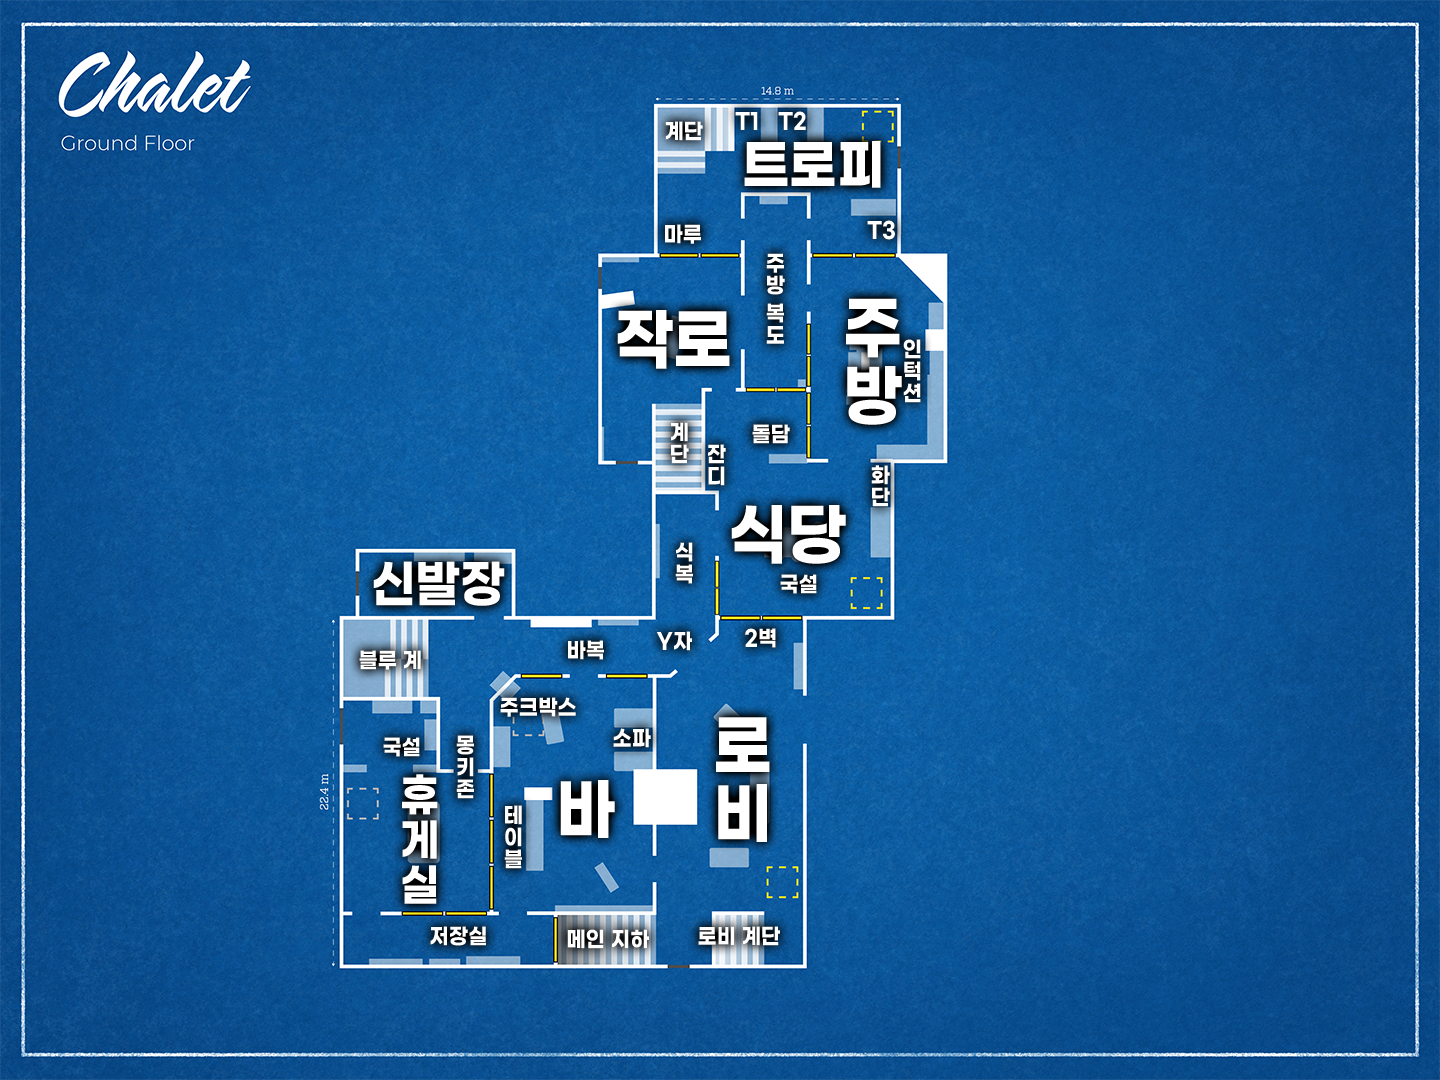 Chalet
Ground Floor
14.8 m
계단
T1
T2
트로피
T3
마루
주방 복도
작로
주방
인턱션
계단
잔디
돌담
화단
식당
국설
식복
신발장
2벽
Y자
바복
블루 계
주크박스
소파
국설
몽키존
로비
휴게실
테이블
바
22.4 m
저장실
메인 지하
로비 계단